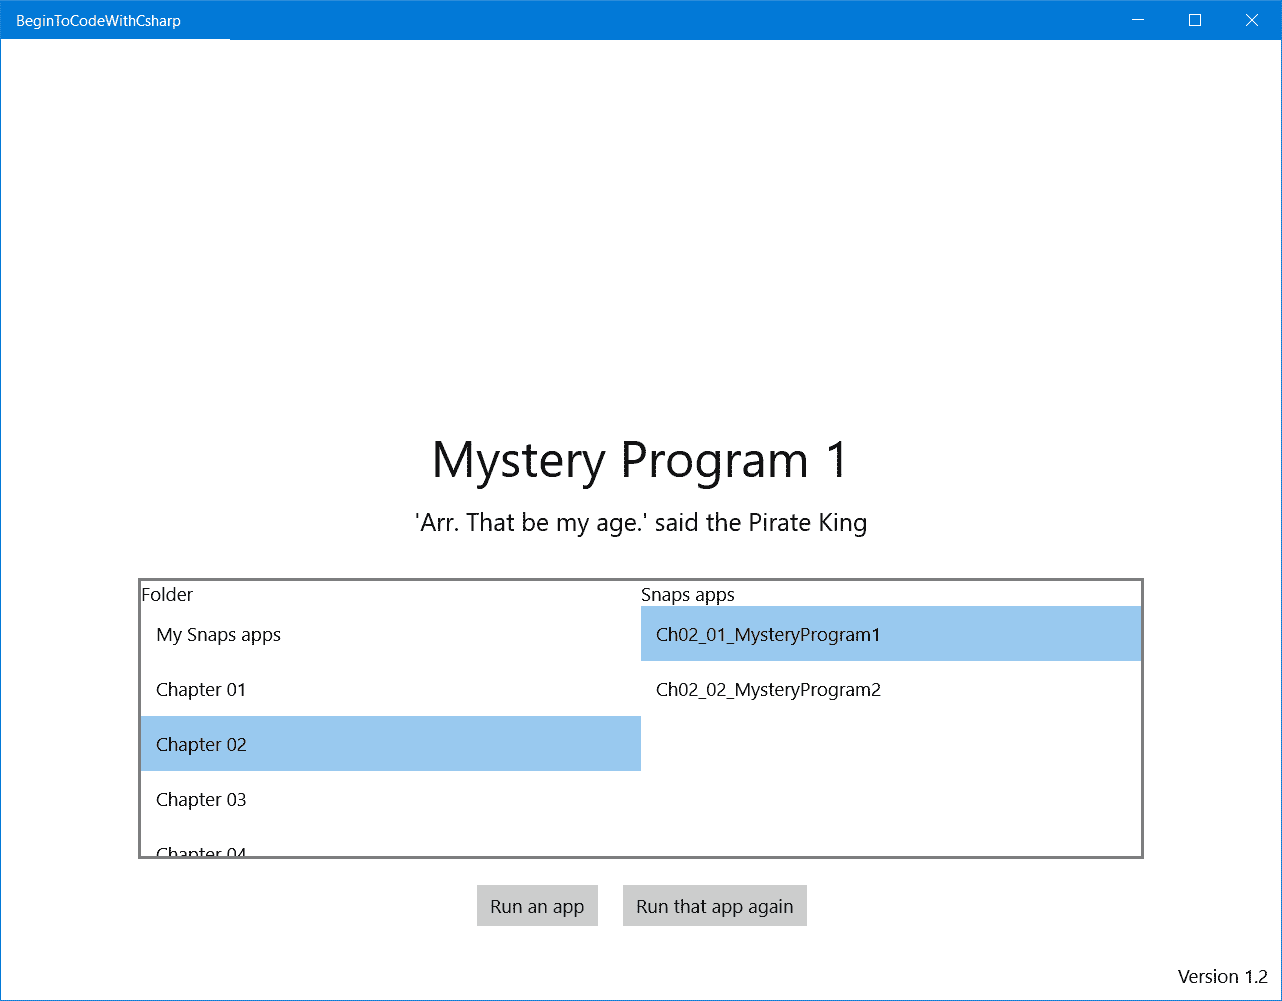 BeginToCodeWithCsharp
Mystery Program 1
'Arr. That be my age.' said the Pirate King
Folder
Snaps apps
My Snaps apps
Ch02_01_MysteryProgram1
Chapter 01
Ch02_02_MysteryProgram2
Chapter 02
Chapter 03
Chapter 04
Run an app
Run that app again
Version 1.2